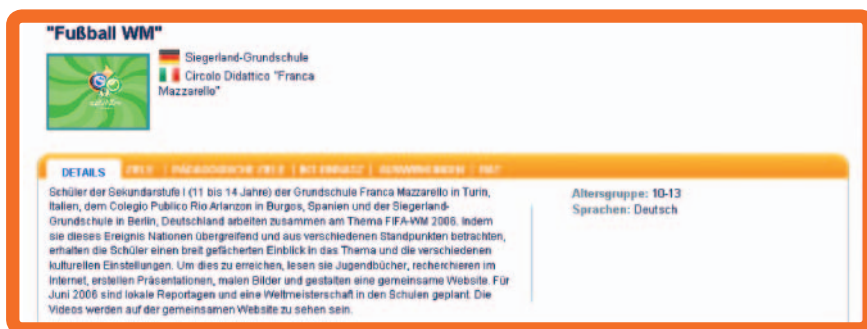 "Fußball WM"
Siegerland-Grundschule
Circolo Didattico "Franca
Mazzarello"
DETAILS ZIELE | PÄDAGOGISCHE ZIELE | IKT-EINSATZ |
Schüler der Sekundarstufe I (11 bis 14 Jahre) der Grundschule Franca Mazzarello in Turin,
Italien, dem Colegio Publico Rio Arlanzon in Burgos, Spanien und der Siegerland-
Grundschule in Berlin, Deutschland arbeiten zusammen am Thema FIFA-WM 2006. Indem
sie dieses Ereignis Nationen übergreifend und aus verschiedenen Standpunkten betrachten,
erhalten die Schüler einen breit gefächerten Einblick in das Thema und die verschiedenen
kulturellen Einstellungen. Um dies zu erreichen, lesen sie Jugendbücher, recherchieren im
Internet, erstellen Präsentationen, malen Bilder und gestalten eine gemeinsame Website. Für
Juni 2006 sind lokale Reportagen und eine Weltmeisterschaft in den Schulen geplant. Die
Videos werden auf der gemeinsamen Website zu sehen sein.
Altersgruppe: 10-13
Sprachen: Deutsch